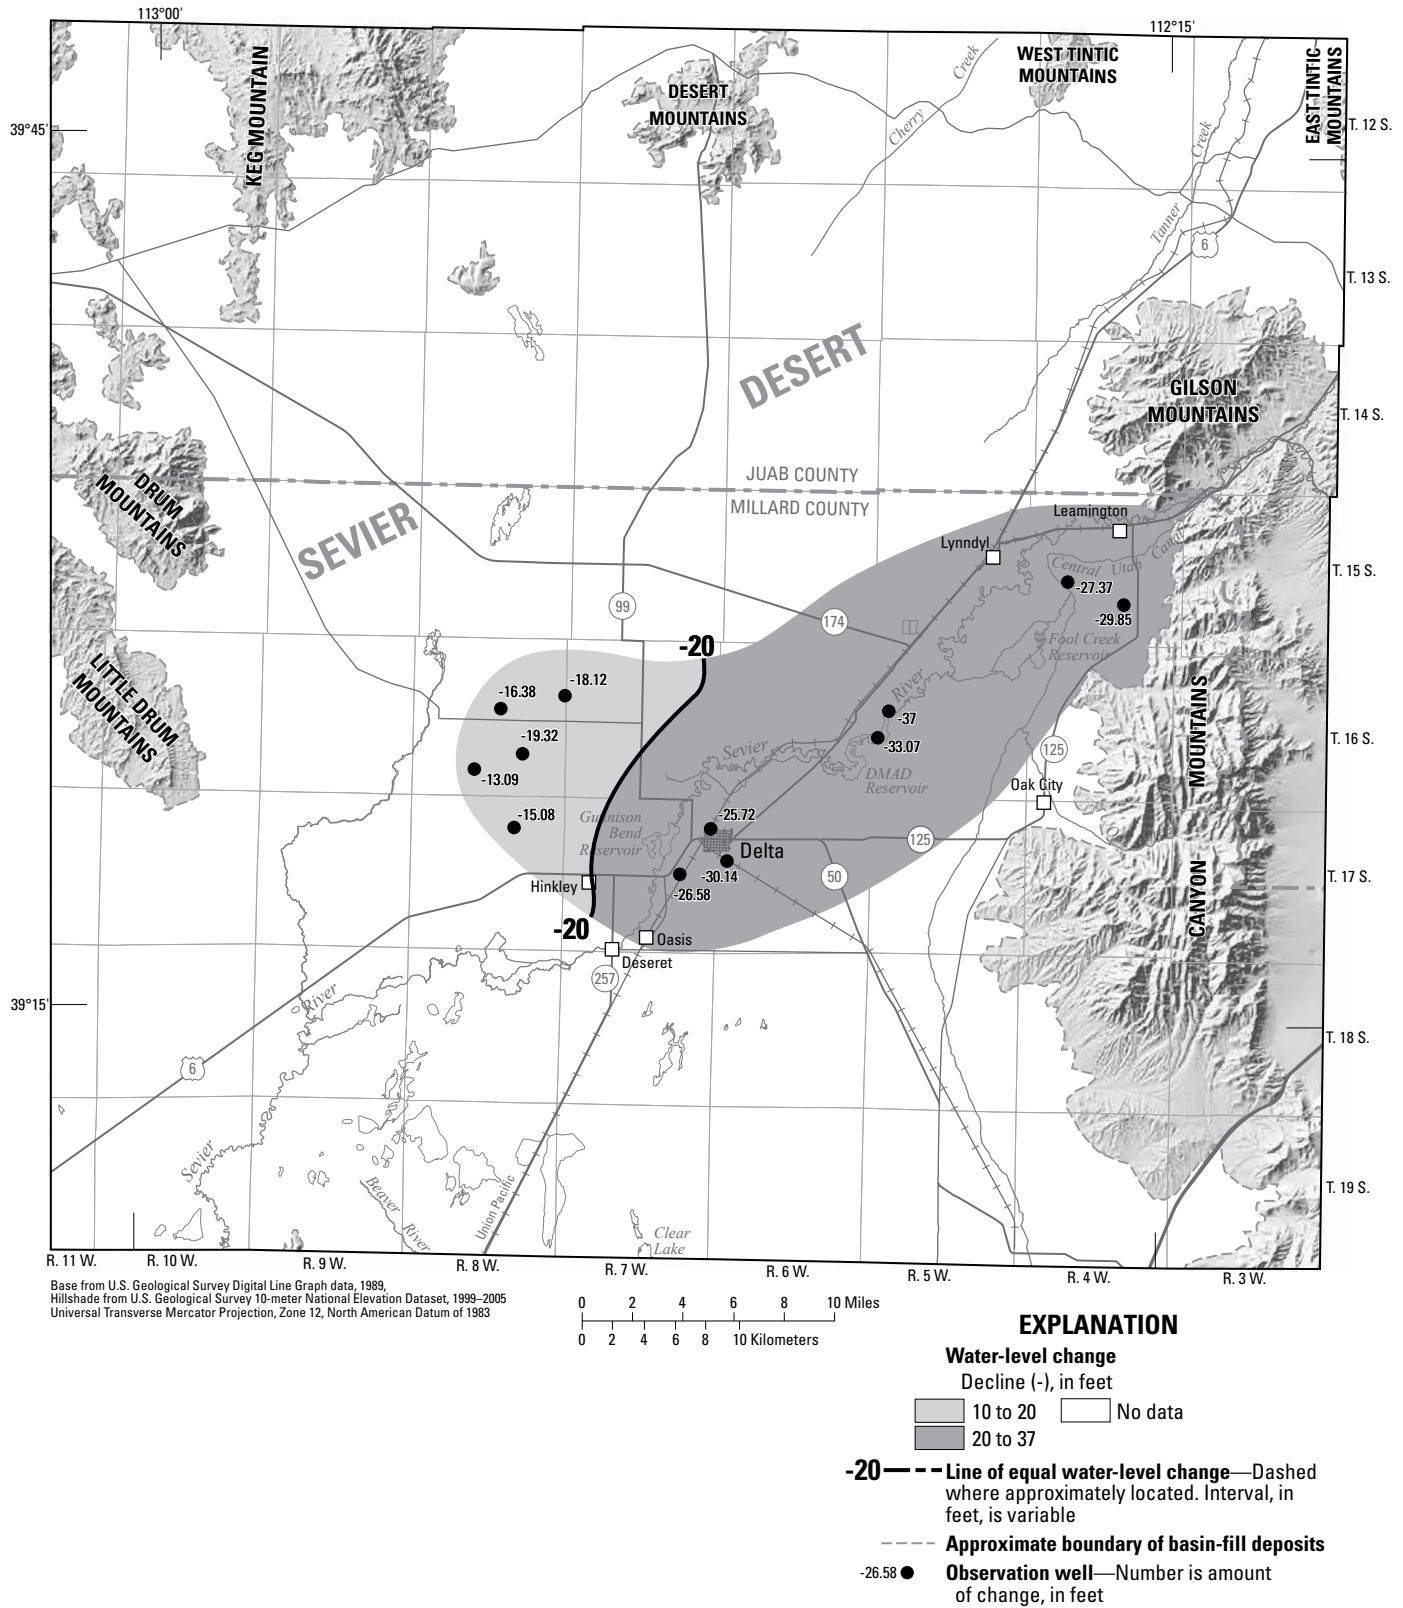 113°00'
112°15'
39°45'
39°15'
KEG MOUNTAIN
DESERT
MOUNTAINS
WEST TINTIC
MOUNTAINS
EAST TINTIC
MOUNTAINS
Cherry
Creek
Tanner
Creek
6
T. 12 S.
T. 13 S.
DESERT
GILSON
MOUNTAINS
T. 14 S.
DRUM
MOUNTAINS
SEVIER
JUAB COUNTY
MILLARD COUNTY
Leamington
Lynndyl
Central Utah Canal
T. 15 S.
-27.37
-29.85
99
174
Fool Creek
Reservoir
LITTLE DRUM
MOUNTAINS
-20
-18.12
-16.38
-19.32
-13.09
-15.08
River
-37
-33.07
Sevier
DMAD
Reservoir
125
T. 16 S.
Oak City
CANYON
MOUNTAINS
Gunnison
Bend
Reservoir
-25.72
Delta
-30.14
-26.58
125
50
T. 17 S.
Hinkley
-20
Oasis
Deseret
257
River
6
T. 18 S.
Sevier
Beaver River
Union Pacific
Clear
Lake
T. 19 S.
R. 11 W.
R. 10 W.
R. 9 W.
R. 8 W.
R. 7 W.
R. 6 W.
R. 5 W.
R. 4 W.
R. 3 W.
Base from U.S. Geological Survey Digital Line Graph data, 1989,
Hillshade from U.S. Geological Survey 10-meter National Elevation Dataset, 1999–2005
Universal Transverse Mercator Projection, Zone 12, North American Datum of 1983
0 2 4 6 8 10 Miles
0 2 4 6 8 10 Kilometers
EXPLANATION
Water-level change
Decline (-), in feet
10 to 20
No data
20 to 37
-20
Line of equal water-level change—Dashed
where approximately located. Interval, in
feet, is variable
Approximate boundary of basin-fill deposits
-26.58
Observation well—Number is amount
of change, in feet